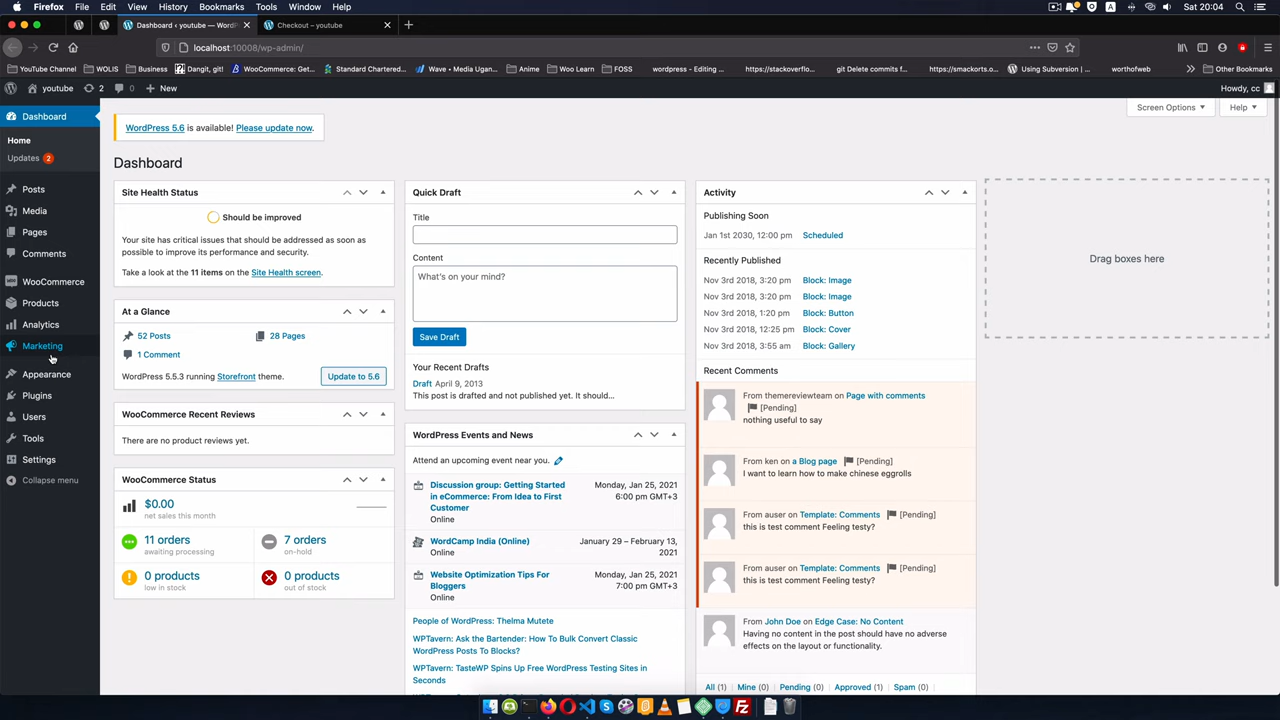 Firefox File Edit View History Bookmarks Tools Window Help
Sat 20:04
Dashboard ‹ youtube — WordP
Checkout – youtube
localhost:10008/wp-admin/
YouTube Channel
WOLIS
Business
Dangit, git!
WooCommerce: Get...
Standard Chartered...
Wave • Media Ugan...
Anime
Woo Learn
FOSS
wordpress - Editing ...
https://stackoverflo...
git Delete commits f...
https://smackorts.o...
Using Subversion | ...
worthofweb
Other Bookmarks
youtube
2
0
New
Howdy, cc
Dashboard
Home
Updates 2
Posts
Media
Pages
Comments
WooCommerce
Products
Analytics
Marketing
Appearance
Plugins
Users
Tools
Settings
Collapse menu
Screen Options
Help
WordPress 5.6 is available! Please update now.
Dashboard
Site Health Status
Should be improved
Your site has critical issues that should be addressed as soon as
possible to improve its performance and security.
Take a look at the 11 items on the Site Health screen.
At a Glance
52 Posts
28 Pages
1 Comment
WordPress 5.5.3 running Storefront theme.
Update to 5.6
WooCommerce Recent Reviews
There are no product reviews yet.
WooCommerce Status
$0.00
net sales this month
11 orders
awaiting processing
7 orders
on-hold
0 products
low in stock
0 products
out of stock
Quick Draft
Title
Content
What's on your mind?
Save Draft
Your Recent Drafts
Draft April 9, 2013
This post is drafted and not published yet. It should...
WordPress Events and News
Attend an upcoming event near you.
Discussion group: Getting Started
in eCommerce: From Idea to First
Customer
Online
Monday, Jan 25, 2021
6:00 pm GMT+3
WordCamp India (Online)
Online
January 29 – February 13,
2021
Website Optimization Tips For
Bloggers
Online
Monday, Jan 25, 2021
7:00 pm GMT+3
People of WordPress: Thelma Mutete
WPTavern: Ask the Bartender: How To Bulk Convert Classic
WordPress Posts To Blocks?
WPTavern: TasteWP Spins Up Free WordPress Testing Sites in
Seconds
Activity
Publishing Soon
Jan 1st 2030, 12:00 pm Scheduled
Recently Published
Nov 3rd 2018, 3:20 pm Block: Image
Nov 3rd 2018, 3:20 pm Block: Image
Nov 3rd 2018, 1:20 pm Block: Button
Nov 3rd 2018, 12:25 pm Block: Cover
Nov 3rd 2018, 3:55 am Block: Gallery
Recent Comments
From themereviewteam on Page with comments
[Pending]
nothing useful to say
From ken on a Blog page [Pending]
I want to learn how to make chinese eggrolls
From auser on Template: Comments [Pending]
this is test comment Feeling testy?
From auser on Template: Comments [Pending]
this is test comment Feeling testy?
From John Doe on Edge Case: No Content
Having no content in the post should have no adverse
effects on the layout or functionality.
All (1) | Mine (0) | Pending (0) | Approved (1) | Spam (0) |
Drag boxes here